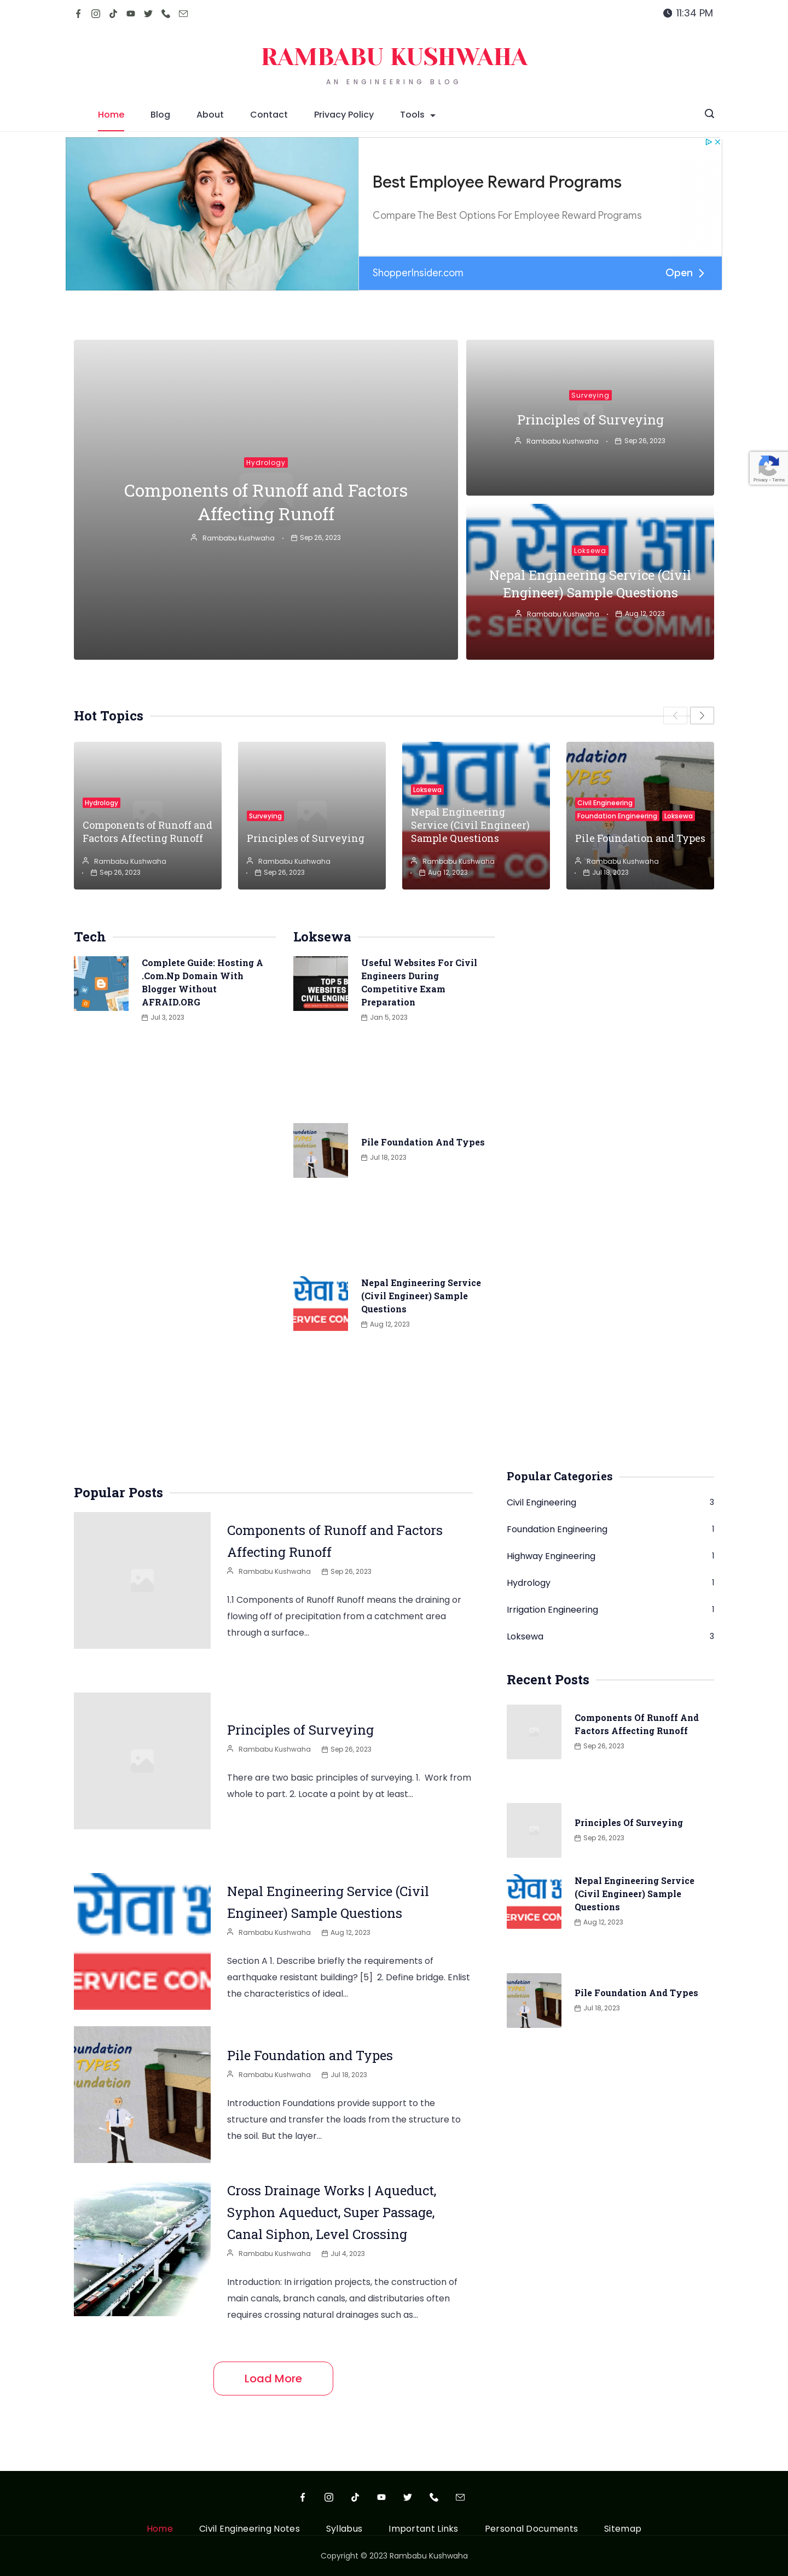 11:34 PM
RAMBABU KUSHWAHA
AN ENGINEERING BLOG
Home
Blog
About
Contact
Privacy Policy
Tools
Best Employee Reward Programs
Compare The Best Options For Employee Reward Programs
ShopperInsider.com
Open
Hydrology
Components of Runoff and Factors
Affecting Runoff
Rambabu Kushwaha
Sep 26, 2023
Surveying
Principles of Surveying
Rambabu Kushwaha
Sep 26, 2023
Loksewa
Nepal Engineering Service (Civil
Engineer) Sample Questions
Rambabu Kushwaha
Aug 12, 2023
Privacy - Terms
Hot Topics
Hydrology
Components of Runoff and
Factors Affecting Runoff
Rambabu Kushwaha
Sep 26, 2023
Surveying
Principles of Surveying
Rambabu Kushwaha
Sep 26, 2023
Loksewa
Nepal Engineering
Service (Civil Engineer)
Sample Questions
Rambabu Kushwaha
Aug 12, 2023
Civil Engineering
Foundation Engineering
Loksewa
Pile Foundation and Types
Rambabu Kushwaha
Jul 18, 2023
Tech
Complete Guide: Hosting A
.Com.Np Domain With
Blogger Without
AFRAID.ORG
Jul 3, 2023
Loksewa
TOP 5 B
WEBSITES
CIVIL ENGINE
Useful Websites For Civil
Engineers During
Competitive Exam
Preparation
Jan 5, 2023
Pile Foundation And Types
Jul 18, 2023
Nepal Engineering Service
(Civil Engineer) Sample
Questions
Aug 12, 2023
Popular Posts
Components of Runoff and Factors
Affecting Runoff
Rambabu Kushwaha
Sep 26, 2023
1.1 Components of Runoff Runoff means the draining or
flowing off of precipitation from a catchment area
through a surface...
Principles of Surveying
Rambabu Kushwaha
Sep 26, 2023
There are two basic principles of surveying. 1. Work from
whole to part. 2. Locate a point by at least...
सेवा अ
SERVICE COM
Nepal Engineering Service (Civil
Engineer) Sample Questions
Rambabu Kushwaha
Aug 12, 2023
Section A 1. Describe briefly the requirements of
earthquake resistant building? [5] 2. Define bridge. Enlist
the characteristics of ideal...
oundation
TYPES
oundation
Pile Foundation and Types
Rambabu Kushwaha
Jul 18, 2023
Introduction Foundations provide support to the
structure and transfer the loads from the structure to
the soil. But the layer...
Cross Drainage Works | Aqueduct,
Syphon Aqueduct, Super Passage,
Canal Siphon, Level Crossing
Rambabu Kushwaha
Jul 4, 2023
Introduction: In irrigation projects, the construction of
main canals, branch canals, and distributaries often
requires crossing natural drainages such as...
Load More
Popular Categories
Civil Engineering 3
Foundation Engineering 1
Highway Engineering 1
Hydrology 1
Irrigation Engineering 1
Loksewa 3
Recent Posts
Components Of Runoff And
Factors Affecting Runoff
Sep 26, 2023
Principles Of Surveying
Sep 26, 2023
Nepal Engineering Service
(Civil Engineer) Sample
Questions
Aug 12, 2023
Pile Foundation And Types
Jul 18, 2023
Home
Civil Engineering Notes
Syllabus
Important Links
Personal Documents
Sitemap
Copyright © 2023 Rambabu Kushwaha